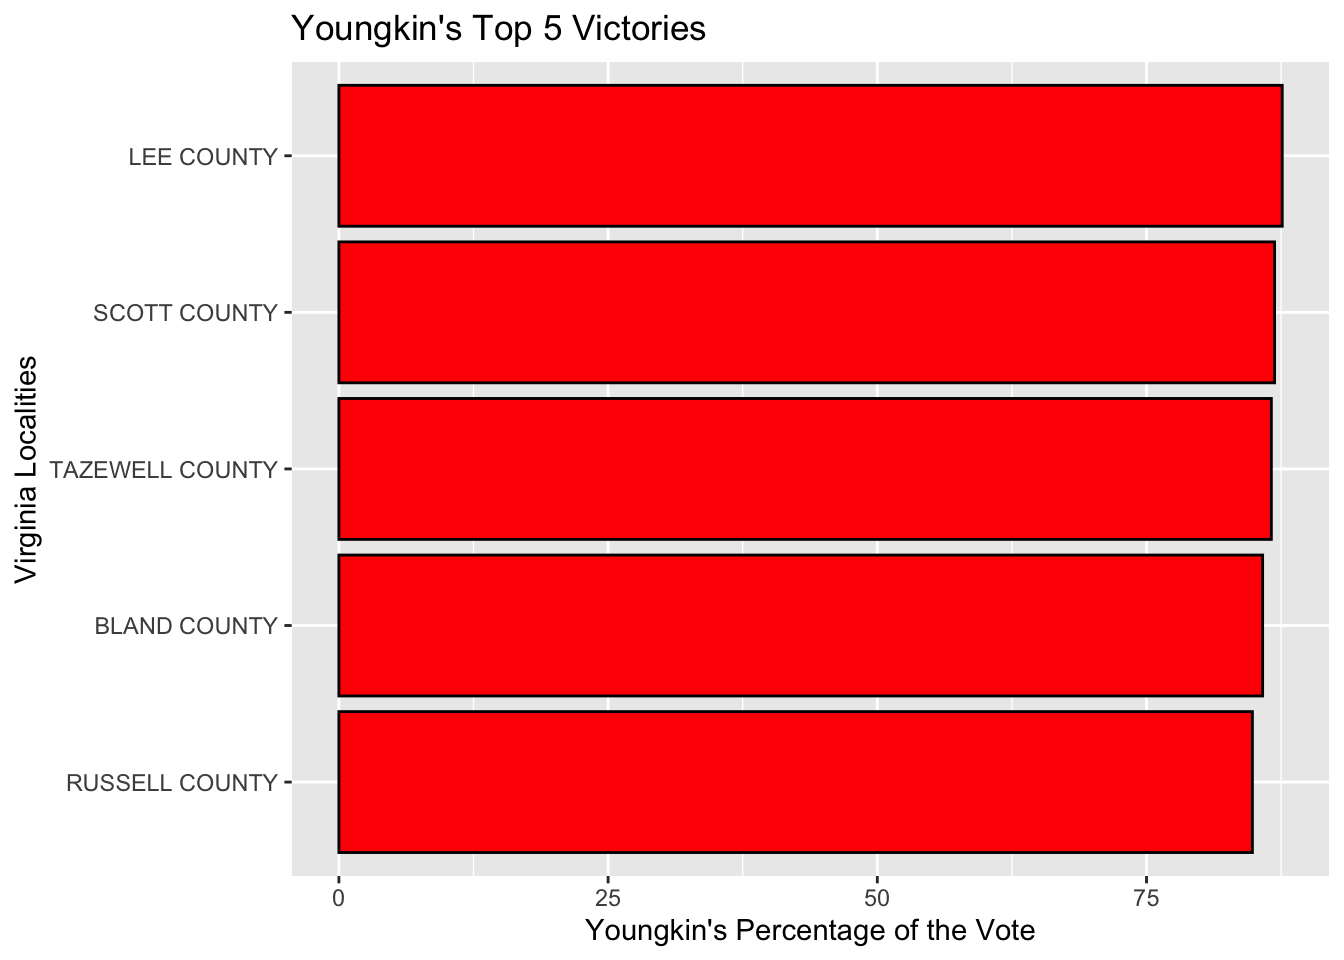 Youngkin's Top 5 Victories
LEE COUNTY
SCOTT COUNTY
TAZEWELL COUNTY
BLAND COUNTY
RUSSELL COUNTY
Virginia Localities
0 25 50 75
Youngkin's Percentage of the Vote